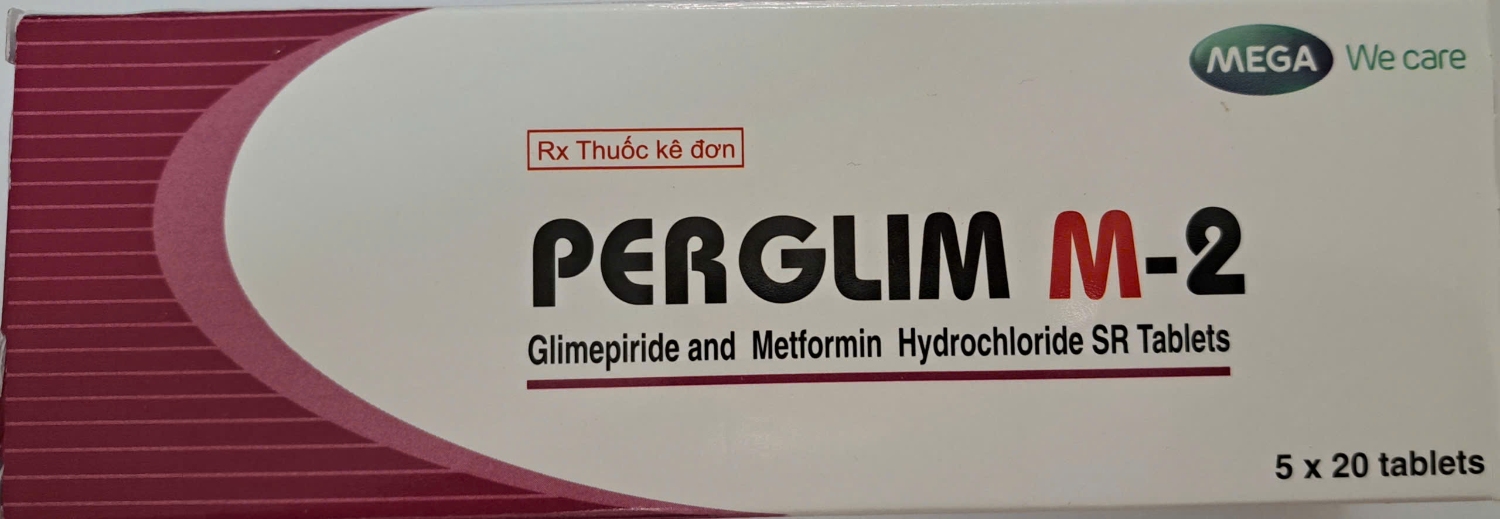 MEGA We care
Rx Thuốc kê đơn
PERGLIM M-2
Glimepiride and Metformin Hydrochloride SR Tablets
5 x 20 tablets